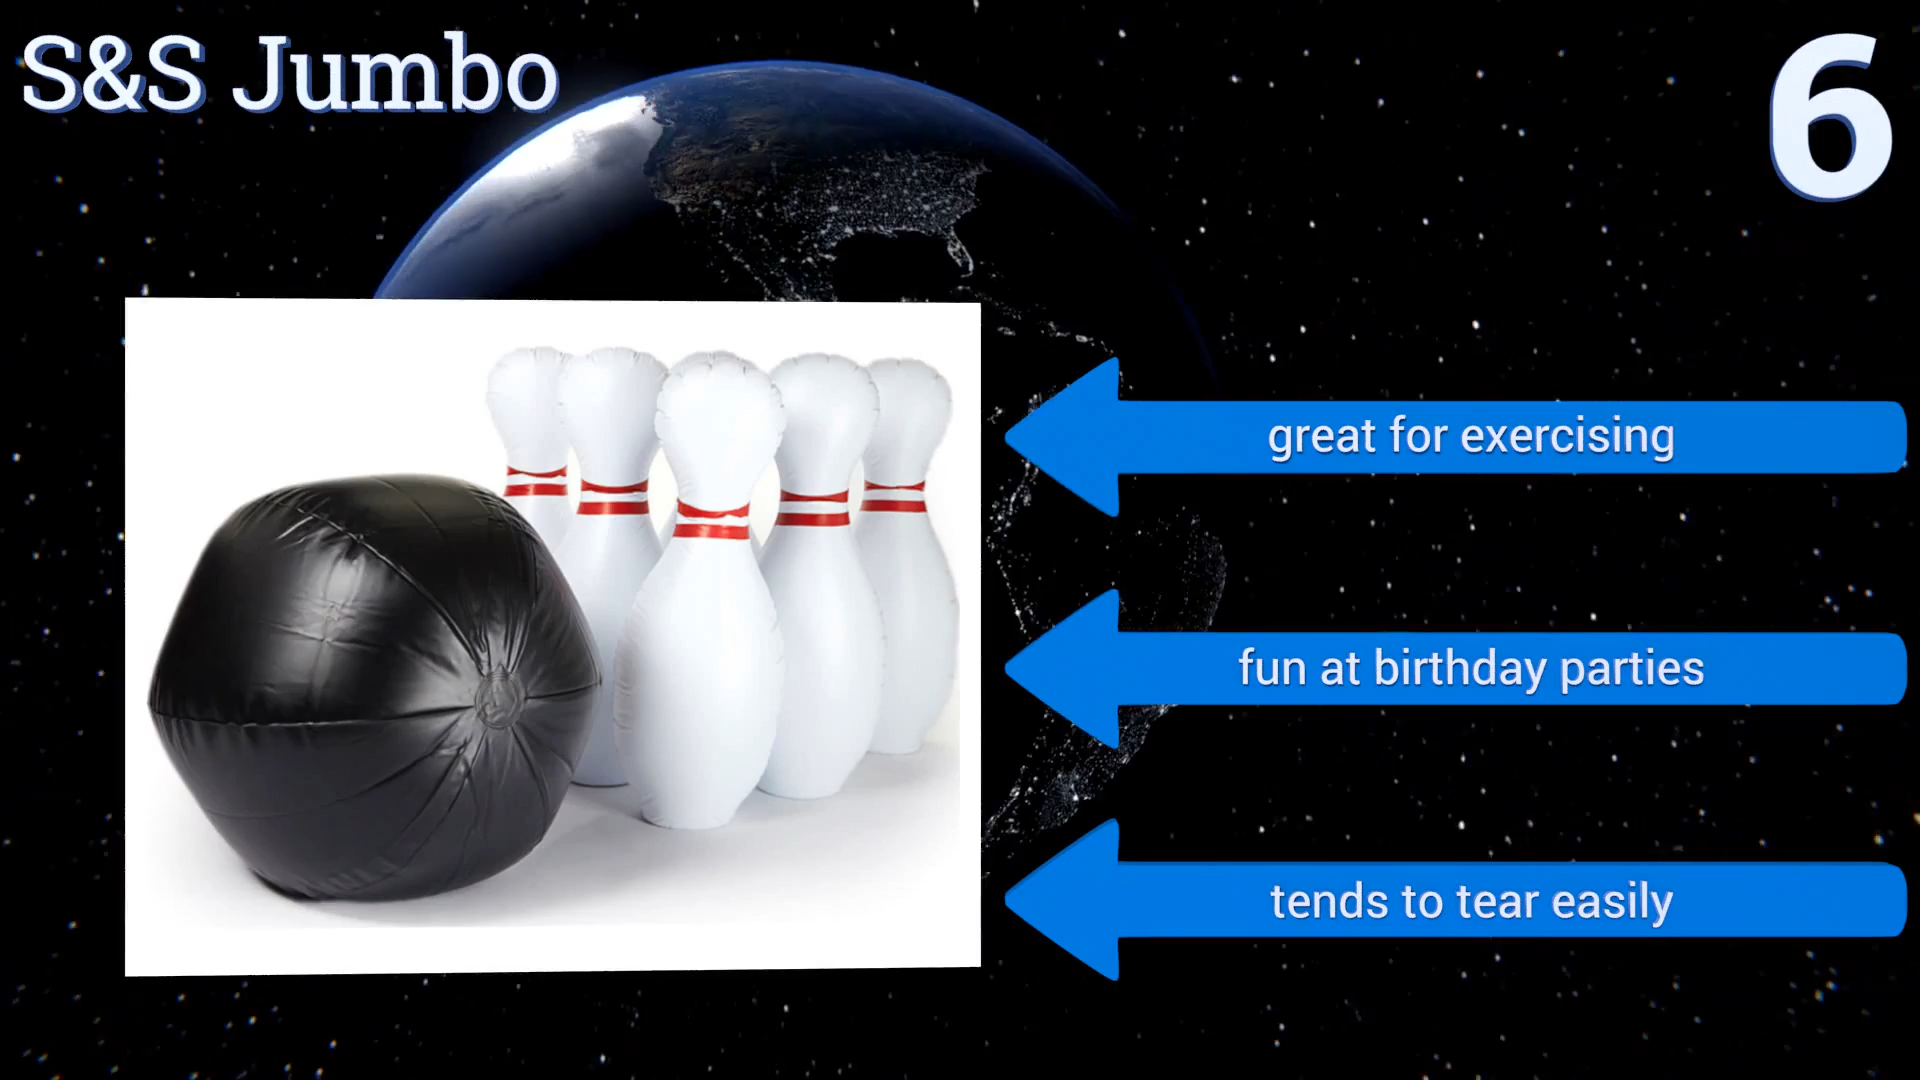 S&S Jumbo
6
great for exercising
fun at birthday parties
tends to tear easily